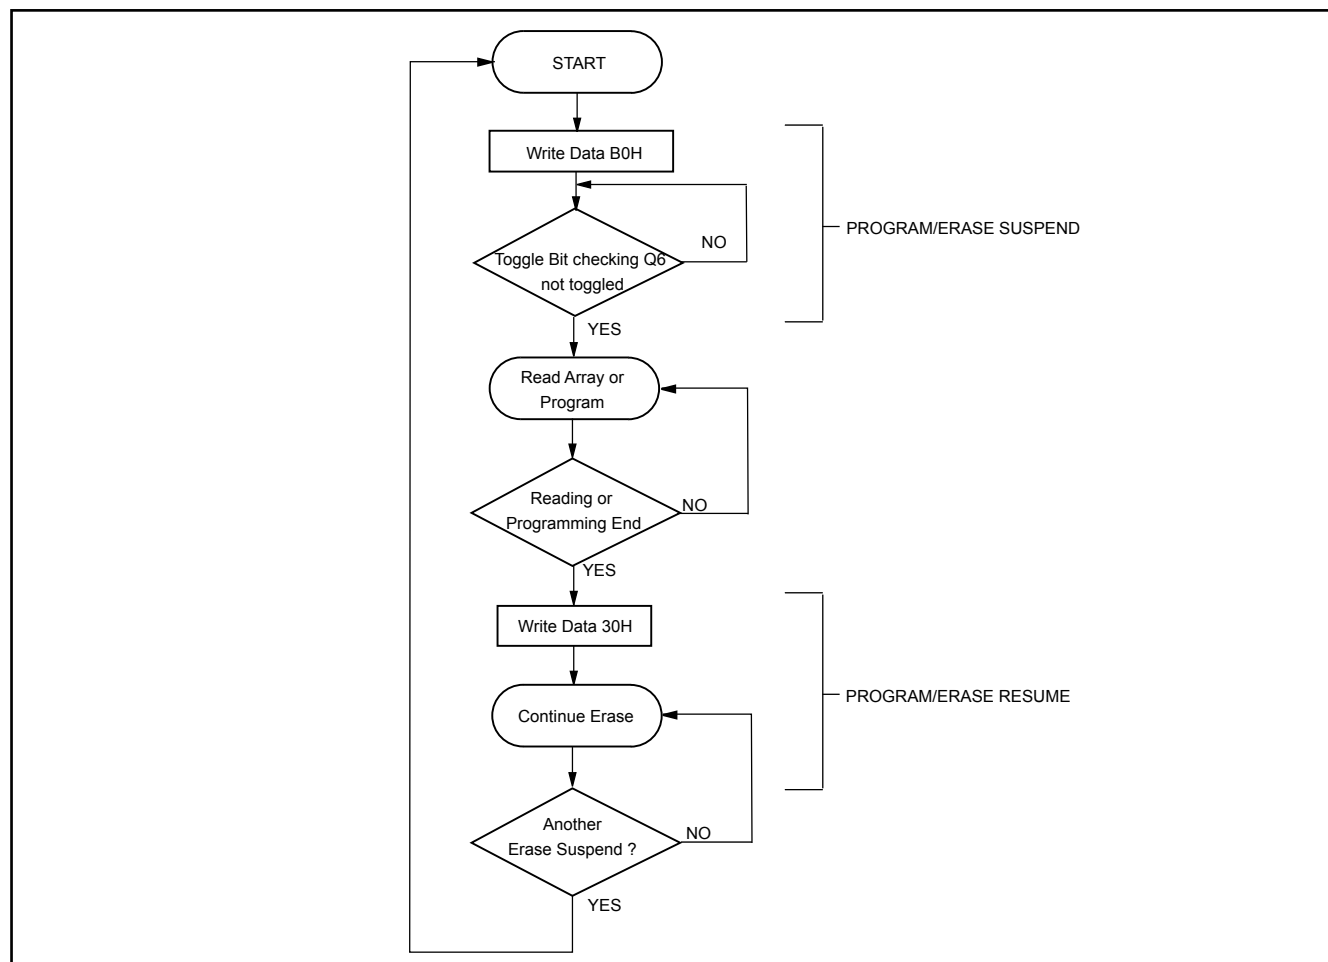 START
Write Data B0H
PROGRAM/ERASE SUSPEND
NO
Toggle Bit checking Q6
not toggled
YES
Read Array or
Program
Reading or
NO
Programming End
YES
Write Data 30H
PROGRAM/ERASE RESUME
Continue Erase
Another
NO
Erase Suspend ?
YES